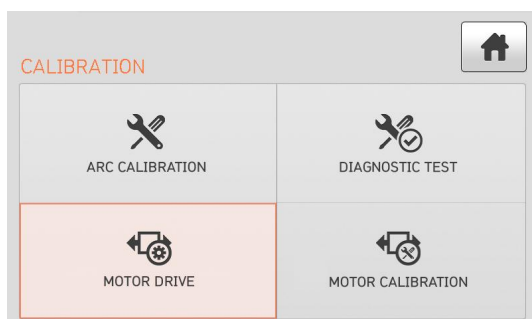 CALIBRATION
ARC CALIBRATION
DIAGNOSTIC TEST
MOTOR DRIVE
MOTOR CALIBRATION